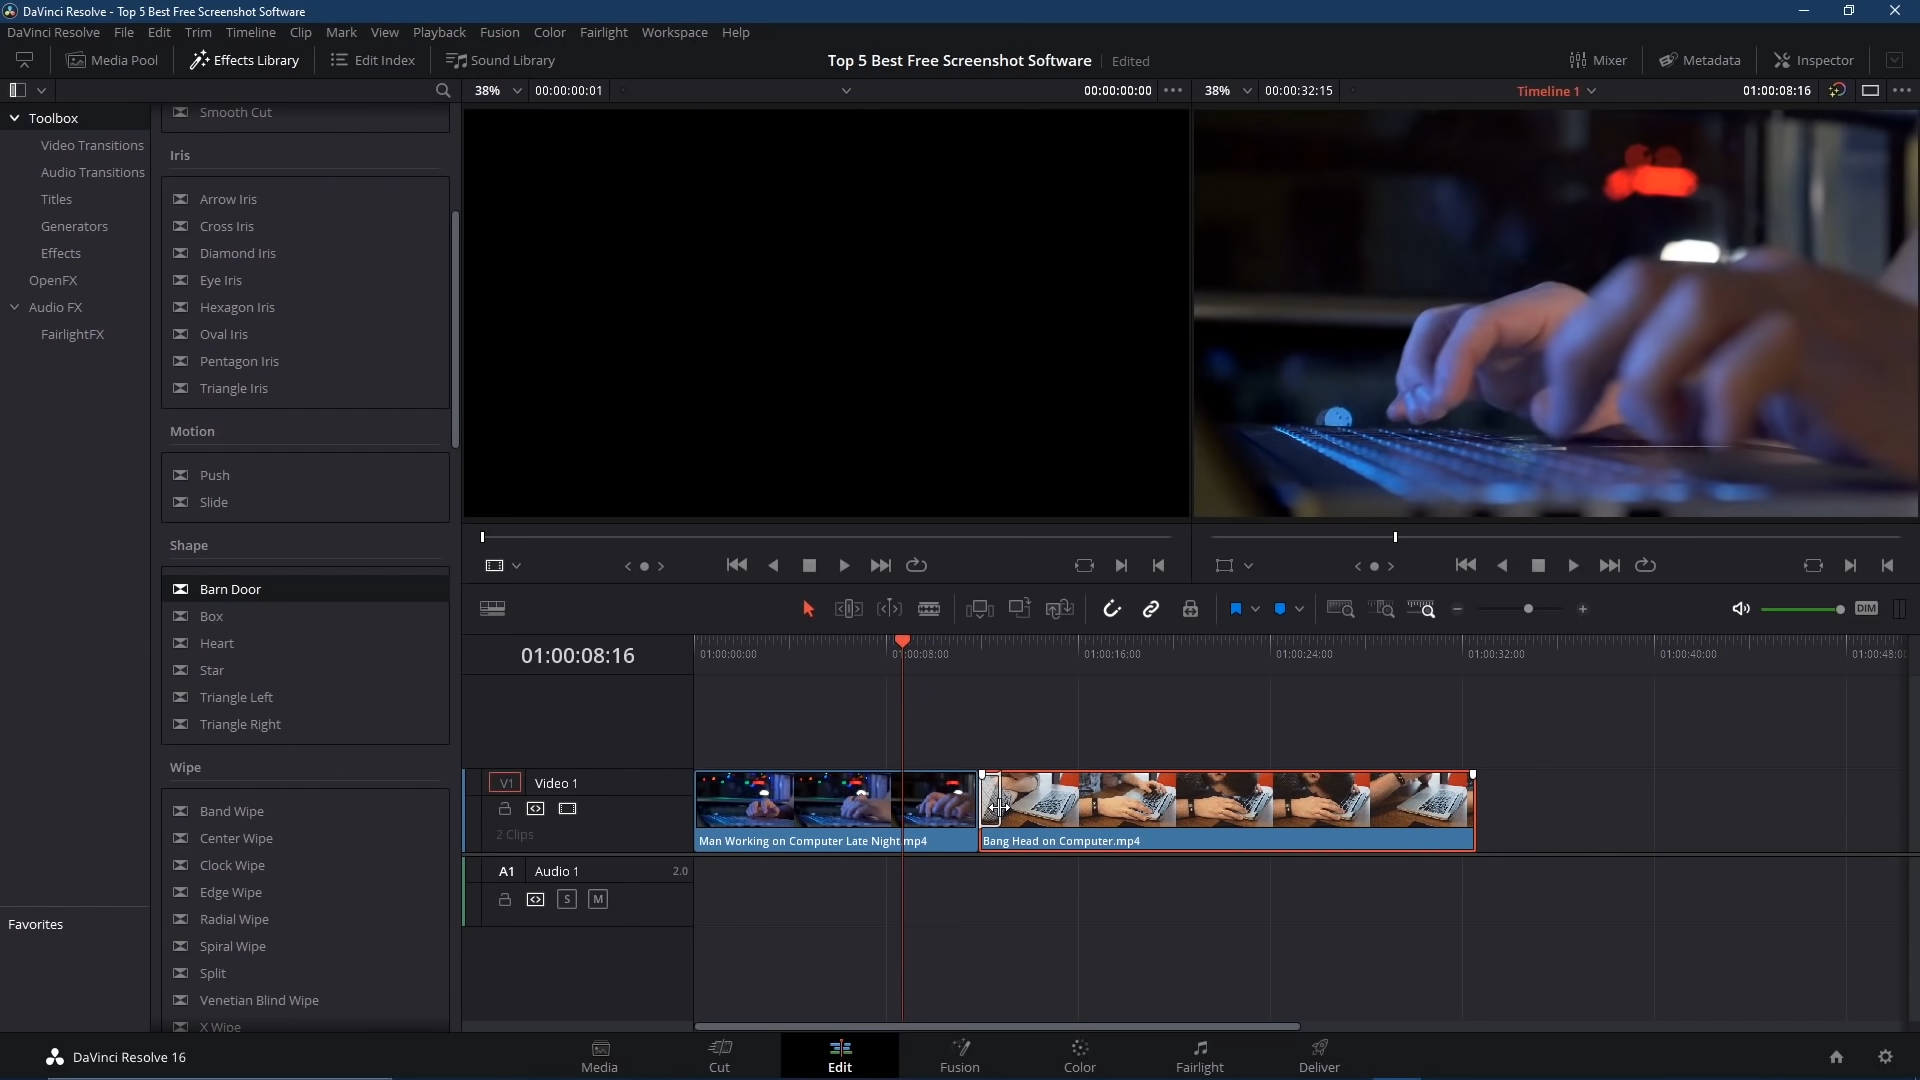 DaVinci Resolve - Top 5 Best Free Screenshot Software
DaVinci Resolve File Edit Trim Timeline Clip Mark View Playback Fusion Color Fairlight Workspace Help
Media Pool Effects Library Edit Index Sound Library Top 5 Best Free Screenshot Software Edited Mixer Metadata Inspector
38% 00:00:00:01 00:00:00:00 38% 00:00:32:15 Timeline 1 01:00:08:16
Toolbox
Video Transitions
Audio Transitions
Titles
Generators
Effects
OpenFX
Audio FX
FairlightFX
Favorites
Smooth Cut
Iris
Arrow Iris
Cross Iris
Diamond Iris
Eye Iris
Hexagon Iris
Oval Iris
Pentagon Iris
Triangle Iris
Motion
Push
Slide
Shape
Barn Door
Box
Heart
Star
Triangle Left
Triangle Right
Wipe
Band Wipe
Center Wipe
Clock Wipe
Edge Wipe
Radial Wipe
Spiral Wipe
Split
Venetian Blind Wipe
X Wipe
DIM
01:00:08:16
01:00:00:00 01:00:08:00 01:00:16:00 01:00:24:00 01:00:32:00 01:00:40:00 01:00:48:0
V1 Video 1
2 Clips
Man Working on Computer Late Night.mp4 Bang Head on Computer.mp4
A1 Audio 1 2.0
S M
DaVinci Resolve 16
Media Cut Edit Fusion Color Fairlight Deliver